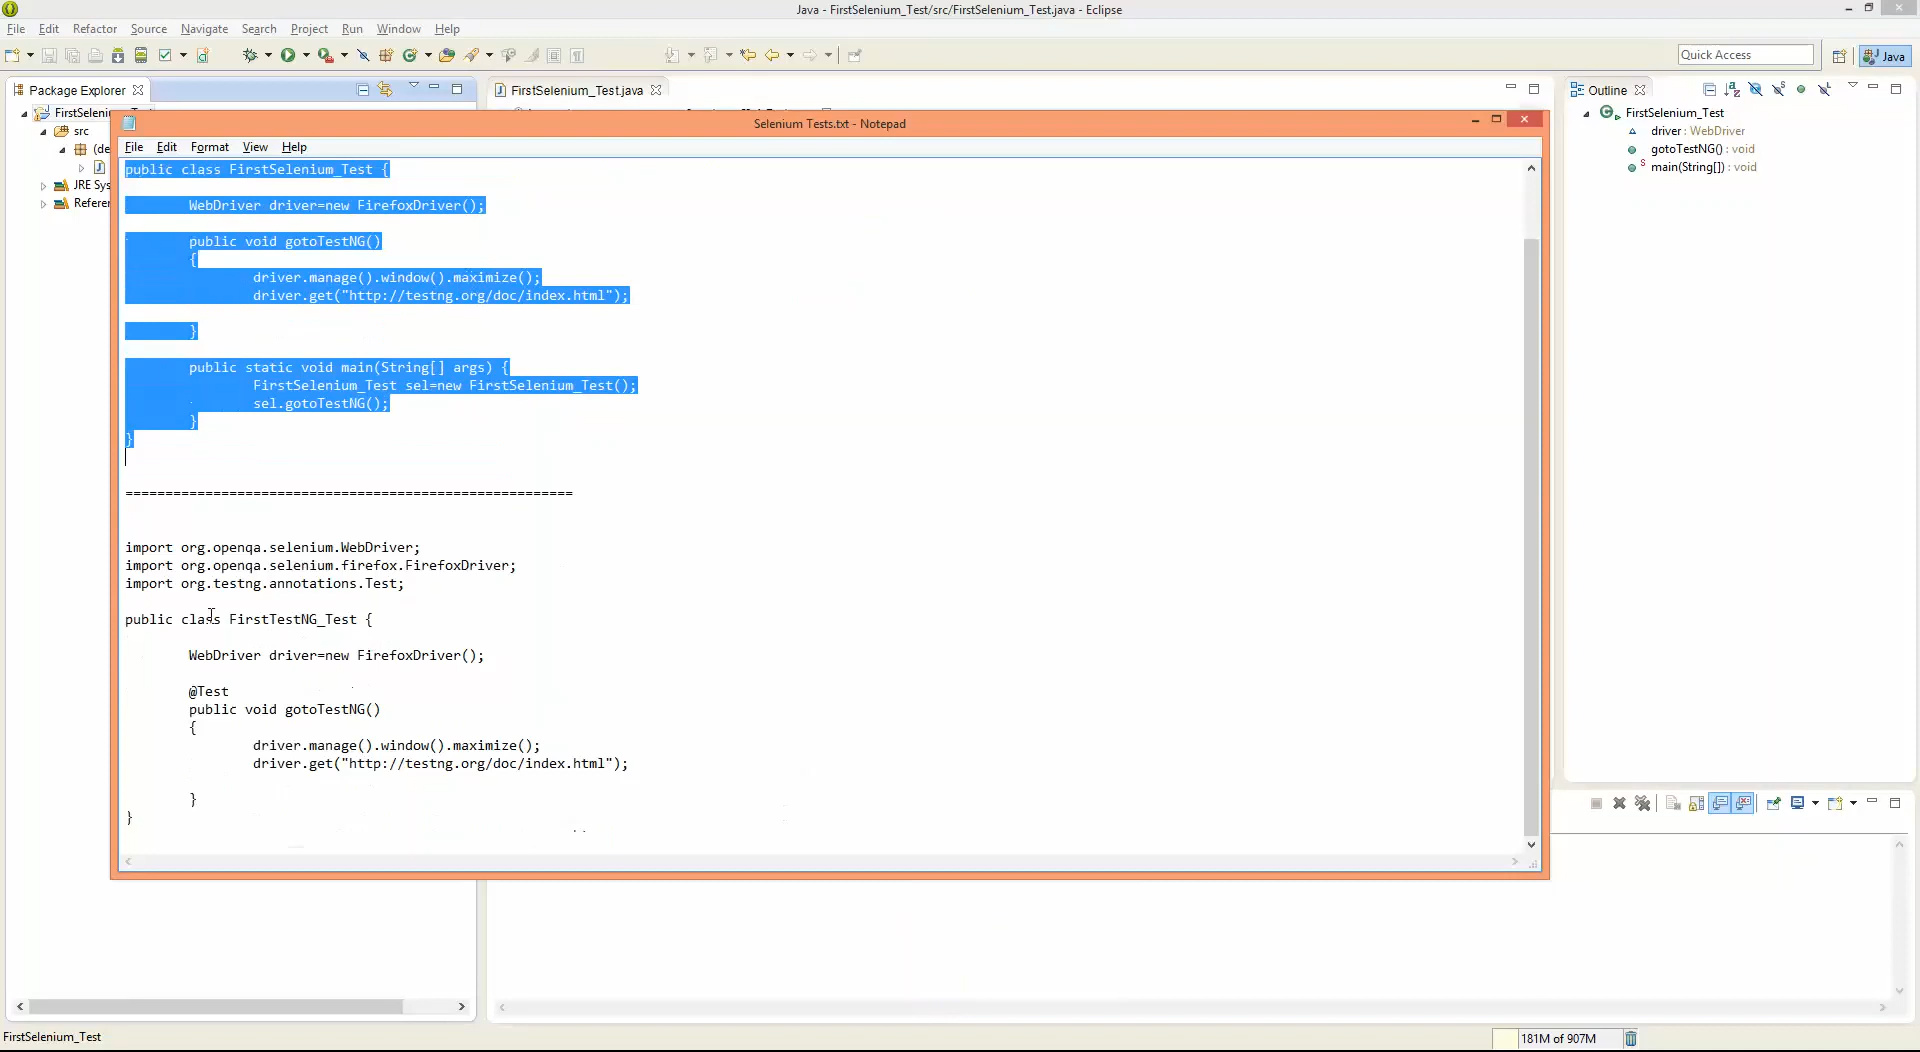 Java - FirstSelenium_Test/src/FirstSelenium_Test.java - Eclipse
File Edit Refactor Source Navigate Search Project Run Window Help
Quick Access
Java
Package Explorer
FirstSelenium_Test.java
Outline
FirstSeleni
src
(de
JRE Sys
Referer
FirstSelenium_Test
driver : WebDriver
gotoTestNG() : void
main(String[]) : void
Selenium Tests.txt - Notepad
File Edit Format View Help
public class FirstSelenium_Test {
WebDriver driver=new FirefoxDriver();
public void gotoTestNG()
{
driver.manage().window().maximize();
driver.get("http://testng.org/doc/index.html");
}
public static void main(String[] args) {
FirstSelenium_Test sel=new FirstSelenium_Test();
sel.gotoTestNG();
}
}
========================================================
import org.openqa.selenium.WebDriver;
import org.openqa.selenium.firefox.FirefoxDriver;
import org.testng.annotations.Test;
public class FirstTestNG_Test {
WebDriver driver=new FirefoxDriver();
@Test
public void gotoTestNG()
{
driver.manage().window().maximize();
driver.get("http://testng.org/doc/index.html");
}
}
FirstSelenium_Test
181M of 907M